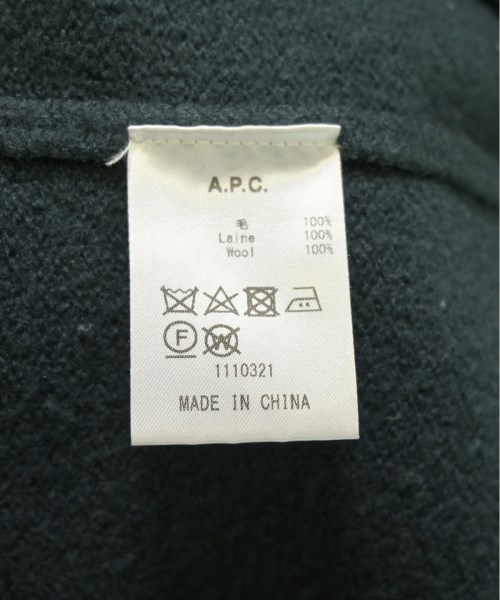 A.P.C.
毛 100%
Laine 100%
Wool 100%
F W
1110321
MADE IN CHINA